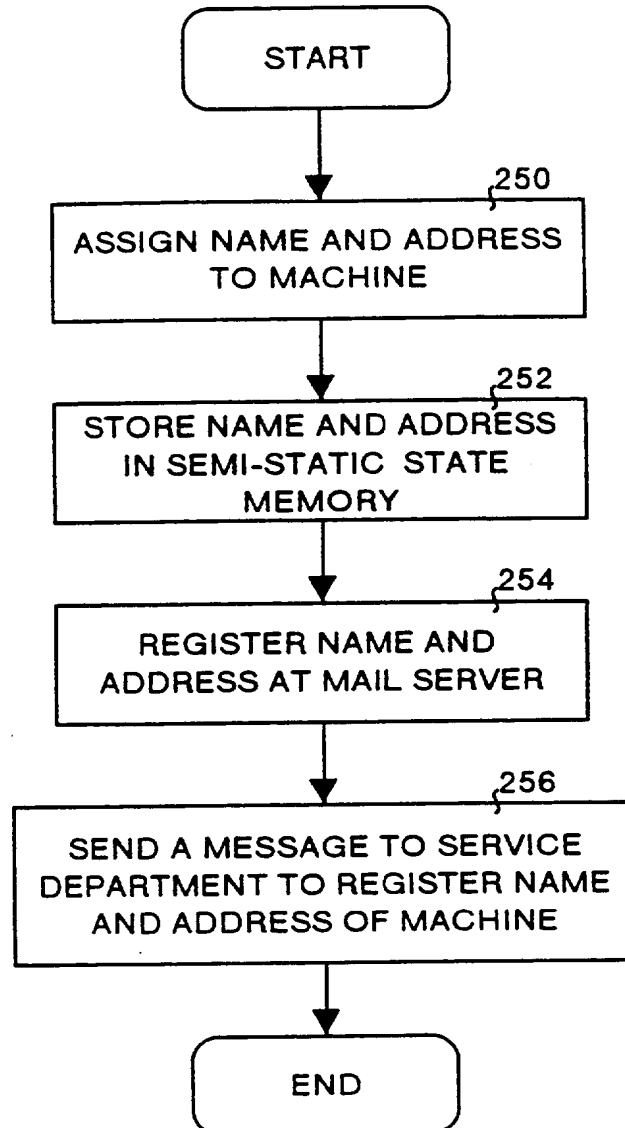 START
250
ASSIGN NAME AND ADDRESS
TO MACHINE
252
STORE NAME AND ADDRESS
IN SEMI-STATIC STATE
MEMORY
254
REGISTER NAME AND
ADDRESS AT MAIL SERVER
256
SEND A MESSAGE TO SERVICE
DEPARTMENT TO REGISTER NAME
AND ADDRESS OF MACHINE
END